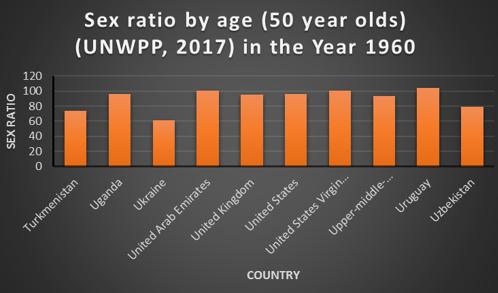 Sex ratio by age (50 year olds)
(UNWPP, 2017) in the Year 1960
SEX RATIO
120
100
80
60
40
20
0
Turkmenistan
Uganda
Ukraine
United Arab Emirates
United Kingdom
United States
United States Virgin...
Upper-middle-...
Uruguay
Uzbekistan
COUNTRY